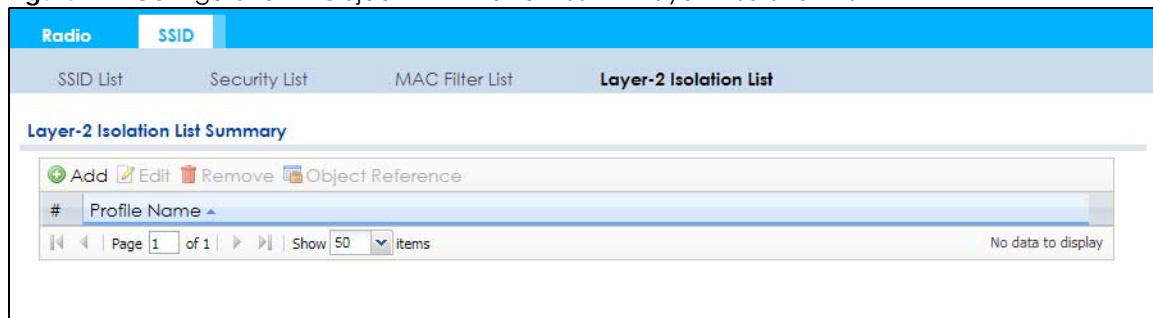 Radio SSID
SSID List Security List MAC Filter List Layer-2 Isolation List
Layer-2 Isolation List Summary
Add Edit Remove Object Reference
# Profile Name
Page 1 of 1 Show 50 items No data to display